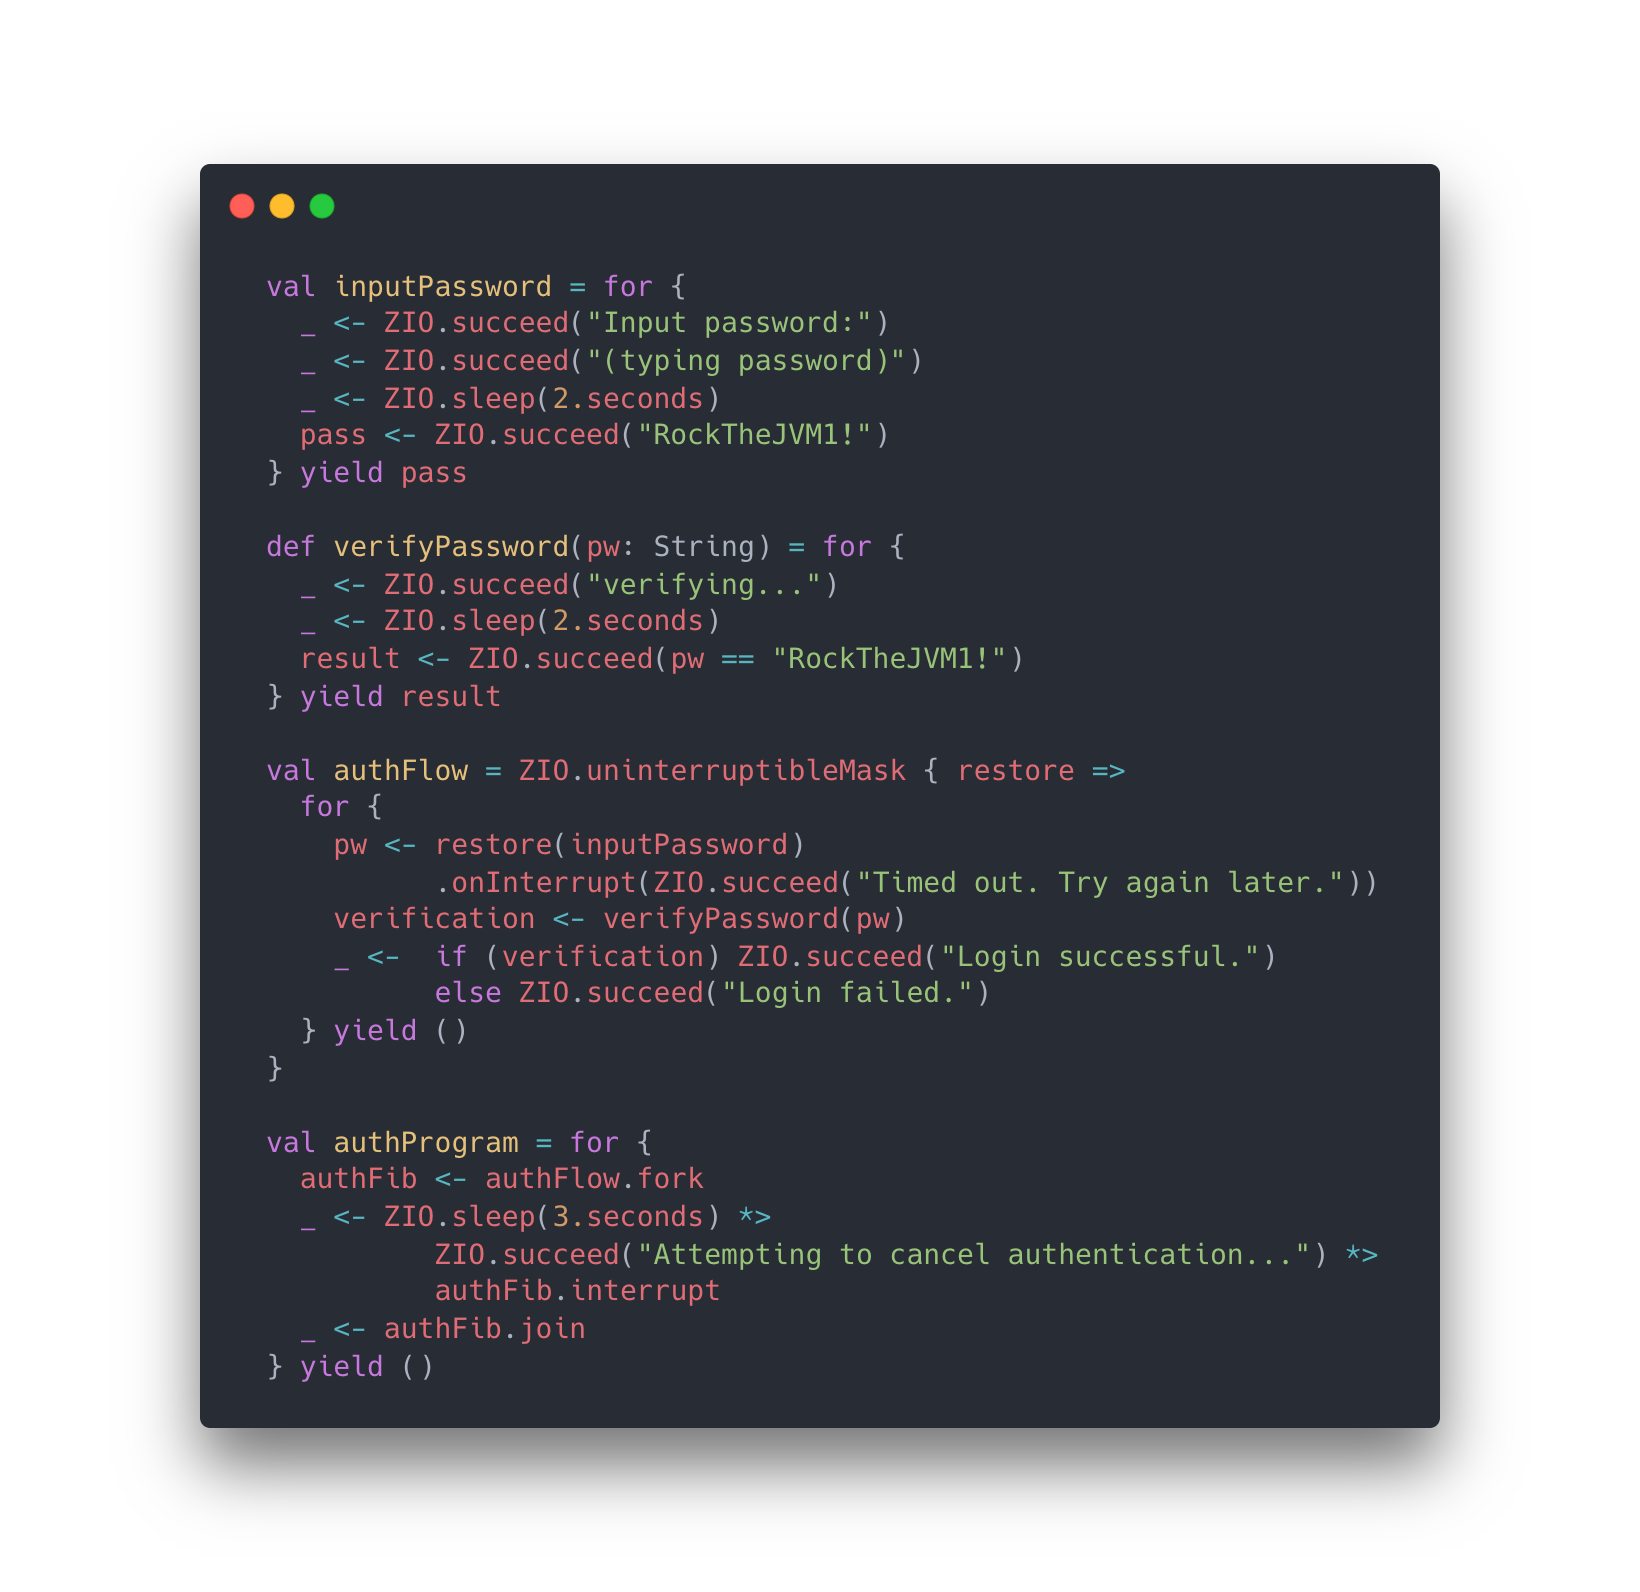 val inputPassword = for {
  _ <- ZIO.succeed("Input password:")
  _ <- ZIO.succeed("(typing password)")
  _ <- ZIO.sleep(2.seconds)
  pass <- ZIO.succeed("RockTheJVM1!")
} yield pass

def verifyPassword(pw: String) = for {
  _ <- ZIO.succeed("verifying...")
  _ <- ZIO.sleep(2.seconds)
  result <- ZIO.succeed(pw == "RockTheJVM1!")
} yield result

val authFlow = ZIO.uninterruptibleMask { restore =>
  for {
    pw <- restore(inputPassword)
          .onInterrupt(ZIO.succeed("Timed out. Try again later."))
    verification <- verifyPassword(pw)
    _ <-  if (verification) ZIO.succeed("Login successful.")
          else ZIO.succeed("Login failed.")
  } yield ()
}

val authProgram = for {
  authFib <- authFlow.fork
  _ <- ZIO.sleep(3.seconds) *>
          ZIO.succeed("Attempting to cancel authentication...") *>
          authFib.interrupt
  _ <- authFib.join
} yield ()